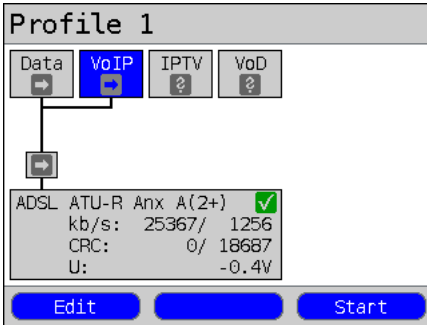 Profile 1
Data VoIP IPTV VoD
? ?
ADSL ATU-R Anx A(2+)
kb/s: 25367/ 1256
CRC: 0/ 18687
U: -0.4V
Edit Start